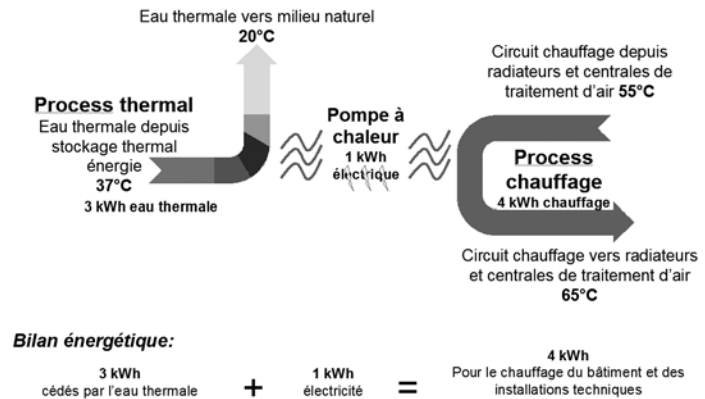 Eau thermale vers milieu naturel
20°C
Process thermal
Eau thermale depuis
stockage thermal
énergie
37°C
3 kWh eau thermale
Pompe à
chaleur
1 kWh
électrique
Circuit chauffage depuis
radiateurs et centrales de
traitement d'air 55°C
Process
chauffage
4 kWh chauffage
Circuit chauffage vers radiateurs
et centrales de traitement d'air
65°C
Bilan énergétique:
3 kWh
cédés par l'eau thermale
+
1 kWh
électricité
=
4 kWh
Pour le chauffage du bâtiment et des
installations techniques